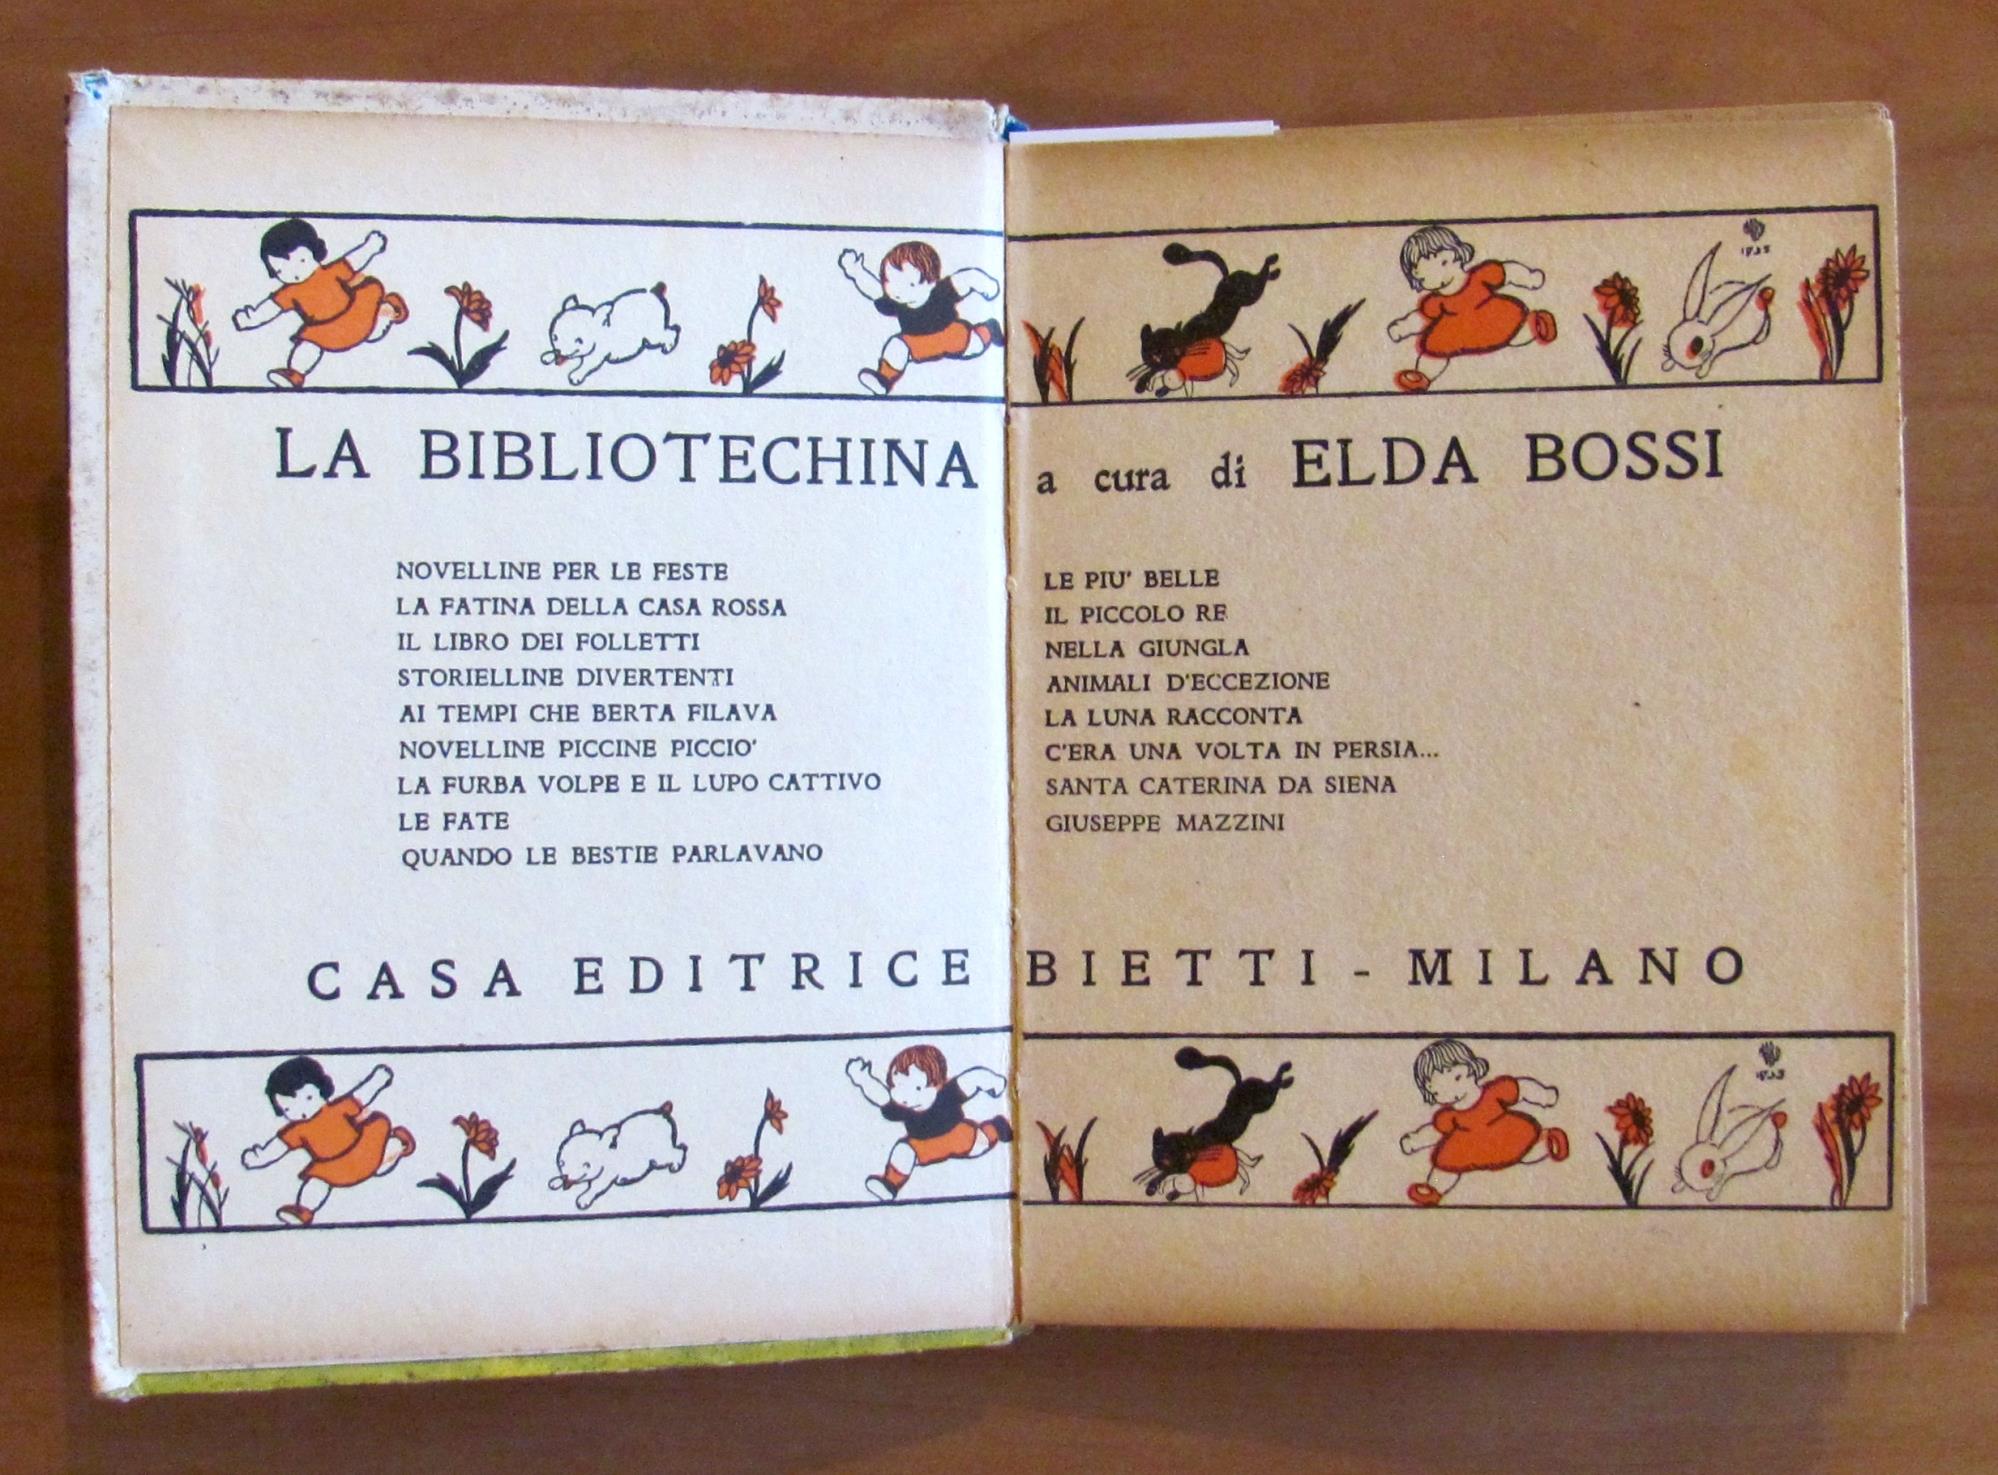 LA BIBLIOTECHINA a cura di ELDA BOSSI
NOVELLINE PER LE FESTE
LA FATINA DELLA CASA ROSSA
IL LIBRO DEI FOLLETTI
STORIELLINE DIVERTENTI
AI TEMPI CHE BERTA FILAVA
NOVELLINE PICCINE PICCIO'
LA FURBA VOLPE E IL LUPO CATTIVO
LE FATE
QUANDO LE BESTIE PARLAVANO
LE PIU' BELLE
IL PICCOLO RE
NELLA GIUNGLA
ANIMALI D'ECCEZIONE
LA LUNA RACCONTA
C'ERA UNA VOLTA IN PERSIA...
SANTA CATERINA DA SIENA
GIUSEPPE MAZZINI
CASA EDITRICE BIETTI - MILANO